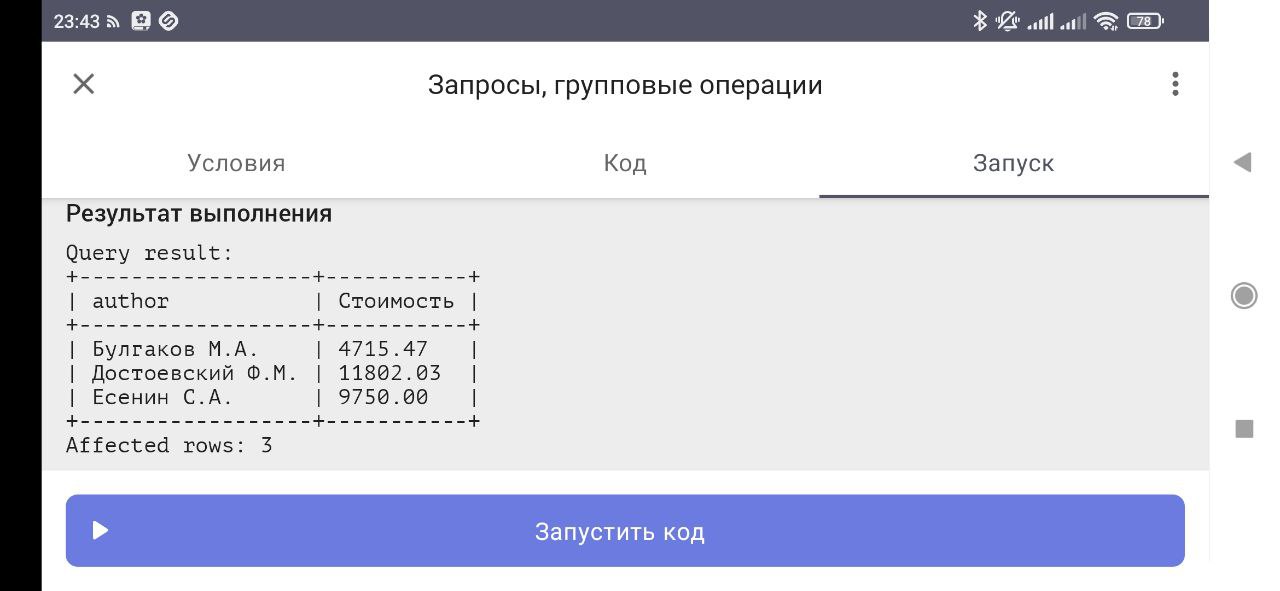 23:43
78
Запросы, групповые операции
Условия Код Запуск
Результат выполнения
Query result:
+------------------+-----------+
| author           | Стоимость |
+------------------+-----------+
| Булгаков М.А.    | 4715.47   |
| Достоевский Ф.М. | 11802.03  |
| Есенин С.А.      | 9750.00   |
+------------------+-----------+
Affected rows: 3
Запустить код